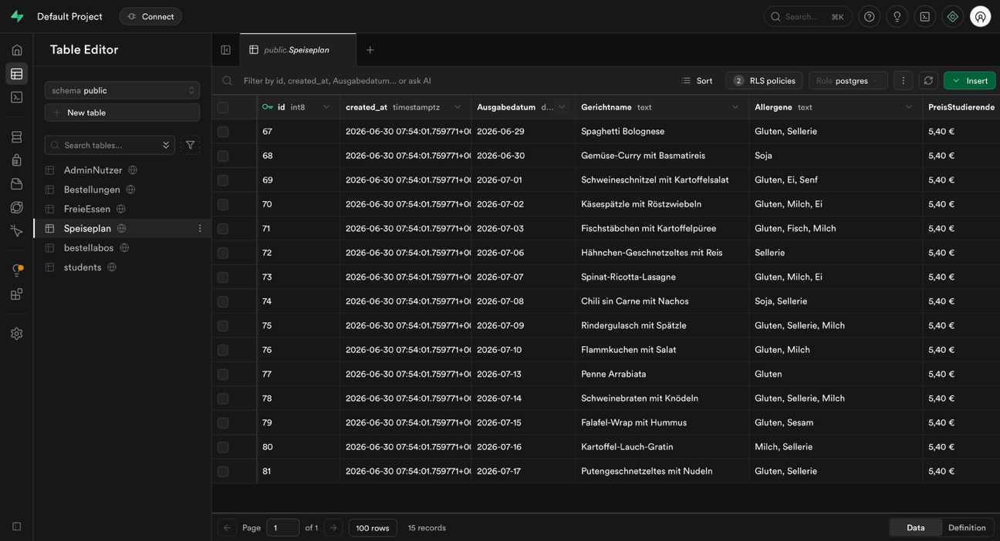 Default Project
Connect
Search... ⌘K
Table Editor
public.Speiseplan
schema public
New table
Search tables...
AdminNutzer
Bestellungen
FreieEssen
Speiseplan
bestellabos
students
Filter by id, created_at, Ausgabedatum... or ask AI
Sort
2 RLS policies
Role postgres
Insert
id int8 created_at timestamptz Ausgabedatum d... Gerichtname text Allergene text PreisStudierende
67 2026-06-30 07:54:01.759771+00 2026-06-29 Spaghetti Bolognese Gluten, Sellerie 5,40 €
68 2026-06-30 07:54:01.759771+00 2026-06-30 Gemüse-Curry mit Basmatireis Soja 5,40 €
69 2026-06-30 07:54:01.759771+00 2026-07-01 Schweineschnitzel mit Kartoffelsalat Gluten, Ei, Senf 5,40 €
70 2026-06-30 07:54:01.759771+00 2026-07-02 Käsespätzle mit Röstzwiebeln Gluten, Milch, Ei 5,40 €
71 2026-06-30 07:54:01.759771+00 2026-07-03 Fischstäbchen mit Kartoffelpüree Gluten, Fisch, Milch 5,40 €
72 2026-06-30 07:54:01.759771+00 2026-07-06 Hähnchen-Geschnetzeltes mit Reis Sellerie 5,40 €
73 2026-06-30 07:54:01.759771+00 2026-07-07 Spinat-Ricotta-Lasagne Gluten, Milch, Ei 5,40 €
74 2026-06-30 07:54:01.759771+00 2026-07-08 Chili sin Carne mit Nachos Soja, Sellerie 5,40 €
75 2026-06-30 07:54:01.759771+00 2026-07-09 Rindergulasch mit Spätzle Gluten, Sellerie, Milch 5,40 €
76 2026-06-30 07:54:01.759771+00 2026-07-10 Flammkuchen mit Salat Gluten, Milch 5,40 €
77 2026-06-30 07:54:01.759771+00 2026-07-13 Penne Arrabiata Gluten 5,40 €
78 2026-06-30 07:54:01.759771+00 2026-07-14 Schweinebraten mit Knödeln Gluten, Sellerie, Milch 5,40 €
79 2026-06-30 07:54:01.759771+00 2026-07-15 Falafel-Wrap mit Hummus Gluten, Sesam 5,40 €
80 2026-06-30 07:54:01.759771+00 2026-07-16 Kartoffel-Lauch-Gratin Milch, Sellerie 5,40 €
81 2026-06-30 07:54:01.759771+00 2026-07-17 Putengeschnetzeltes mit Nudeln Gluten, Sellerie 5,40 €
Page 1 of 1 100 rows 15 records
Data Definition